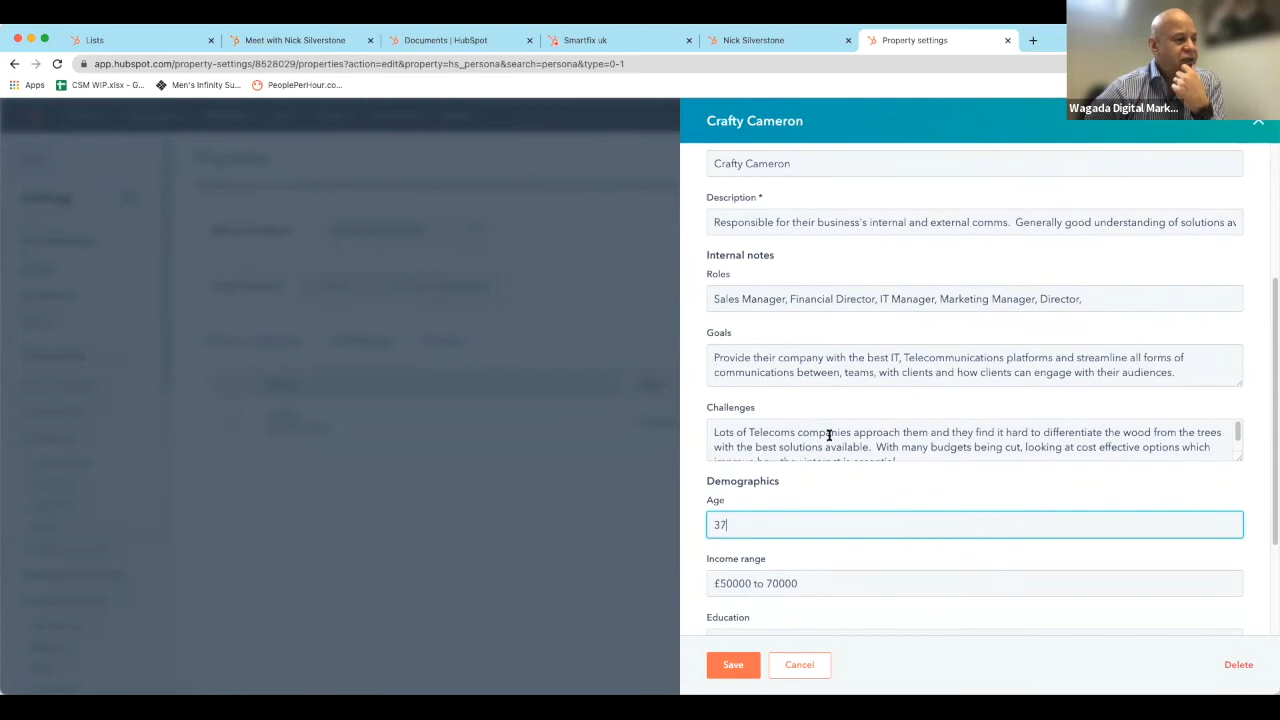 Lists
Meet with Nick Silverstone
Documents | HubSpot
Smartfix uk
Nick Silverstone
Property settings
app.hubspot.com/property-settings/8528029/properties?action=edit&property=hs_persona&search=persona&type=0-1
Apps
CSM WIP.xlsx - G...
Men's Infinity Su...
PeoplePerHour.co...
Wagada Digital Mark...
Crafty Cameron
Crafty Cameron
Description *
Responsible for their business's internal and external comms. Generally good understanding of solutions av
Internal notes
Roles
Sales Manager, Financial Director, IT Manager, Marketing Manager, Director,
Goals
Provide their company with the best IT, Telecommunications platforms and streamline all forms of
communications between, teams, with clients and how clients can engage with their audiences.
Challenges
Lots of Telecoms companies approach them and they find it hard to differentiate the wood from the trees
with the best solutions available. With many budgets being cut, looking at cost effective options which
Demographics
Age
37
Income range
£50000 to 70000
Education
Save
Cancel
Delete